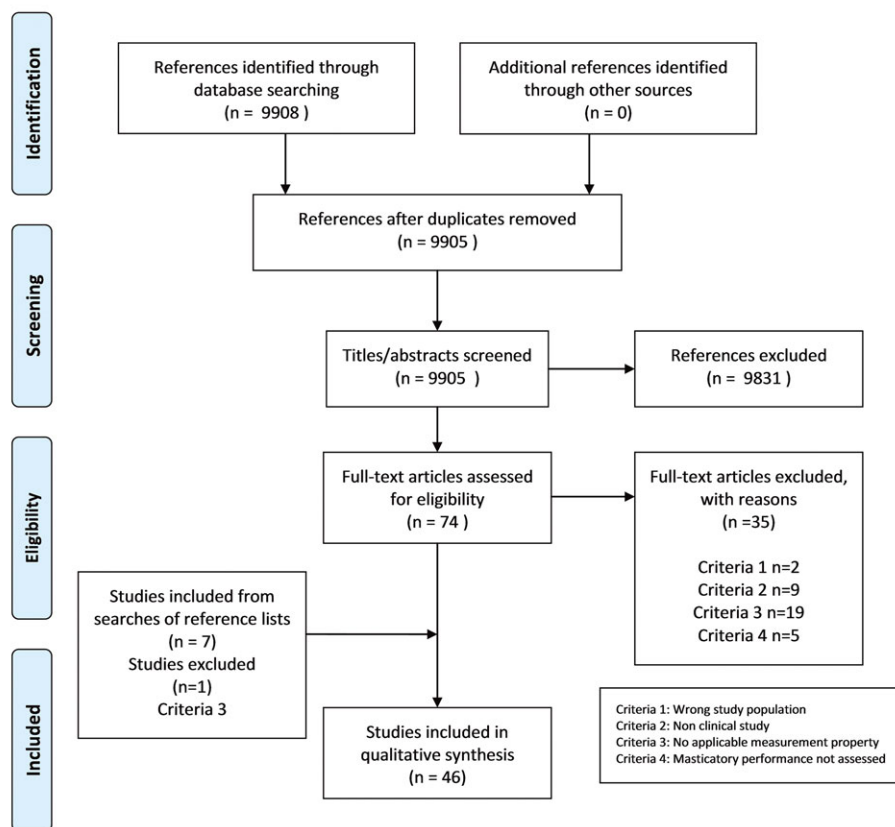 Identification
References identified through
database searching
(n = 9908 )
Additional references identified
through other sources
(n = 0)
References after duplicates removed
(n = 9905 )
Screening
Titles/abstracts screened
(n = 9905 )
References excluded
(n = 9831 )
Eligibility
Full-text articles assessed
for eligibility
(n = 74 )
Full-text articles excluded,
with reasons
(n =35)
Criteria 1 n=2
Criteria 2 n=9
Criteria 3 n=19
Criteria 4 n=5
Studies included from
searches of reference lists
(n = 7)
Studies excluded
(n=1)
Criteria 3
Included
Studies included in
qualitative synthesis
(n = 46)
Criteria 1: Wrong study population
Criteria 2: Non clinical study
Criteria 3: No applicable measurement property
Criteria 4: Masticatory performance not assessed